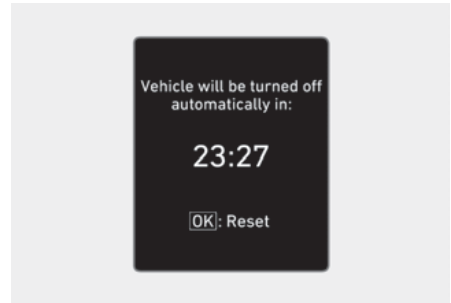 Vehicle will be turned off
automatically in:
23:27
OK: Reset